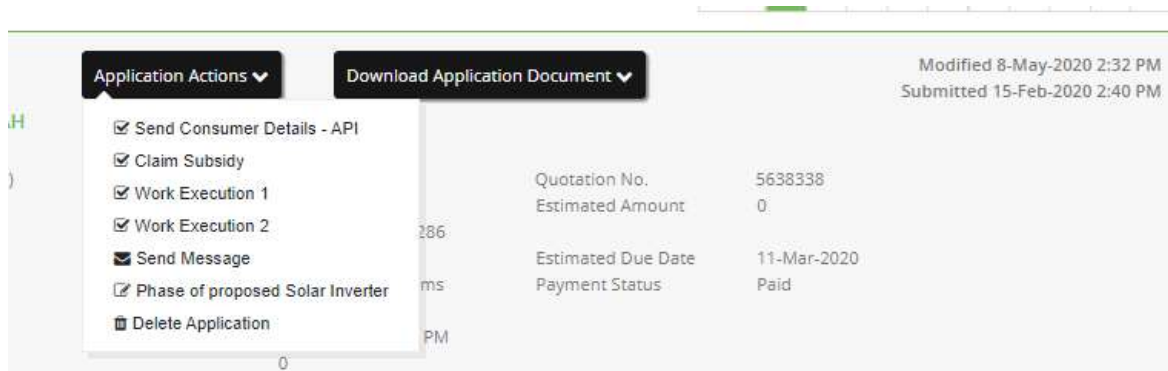 Application Actions
Download Application Document
Modified 8-May-2020 2:32 PM
Submitted 15-Feb-2020 2:40 PM
AH
)
Send Consumer Details - API
Claim Subsidy
Work Execution 1
Work Execution 2
Send Message
Phase of proposed Solar Inverter
Delete Application
286
ms
PM
0
Quotation No. 5638338
Estimated Amount 0
Estimated Due Date 11-Mar-2020
Payment Status Paid